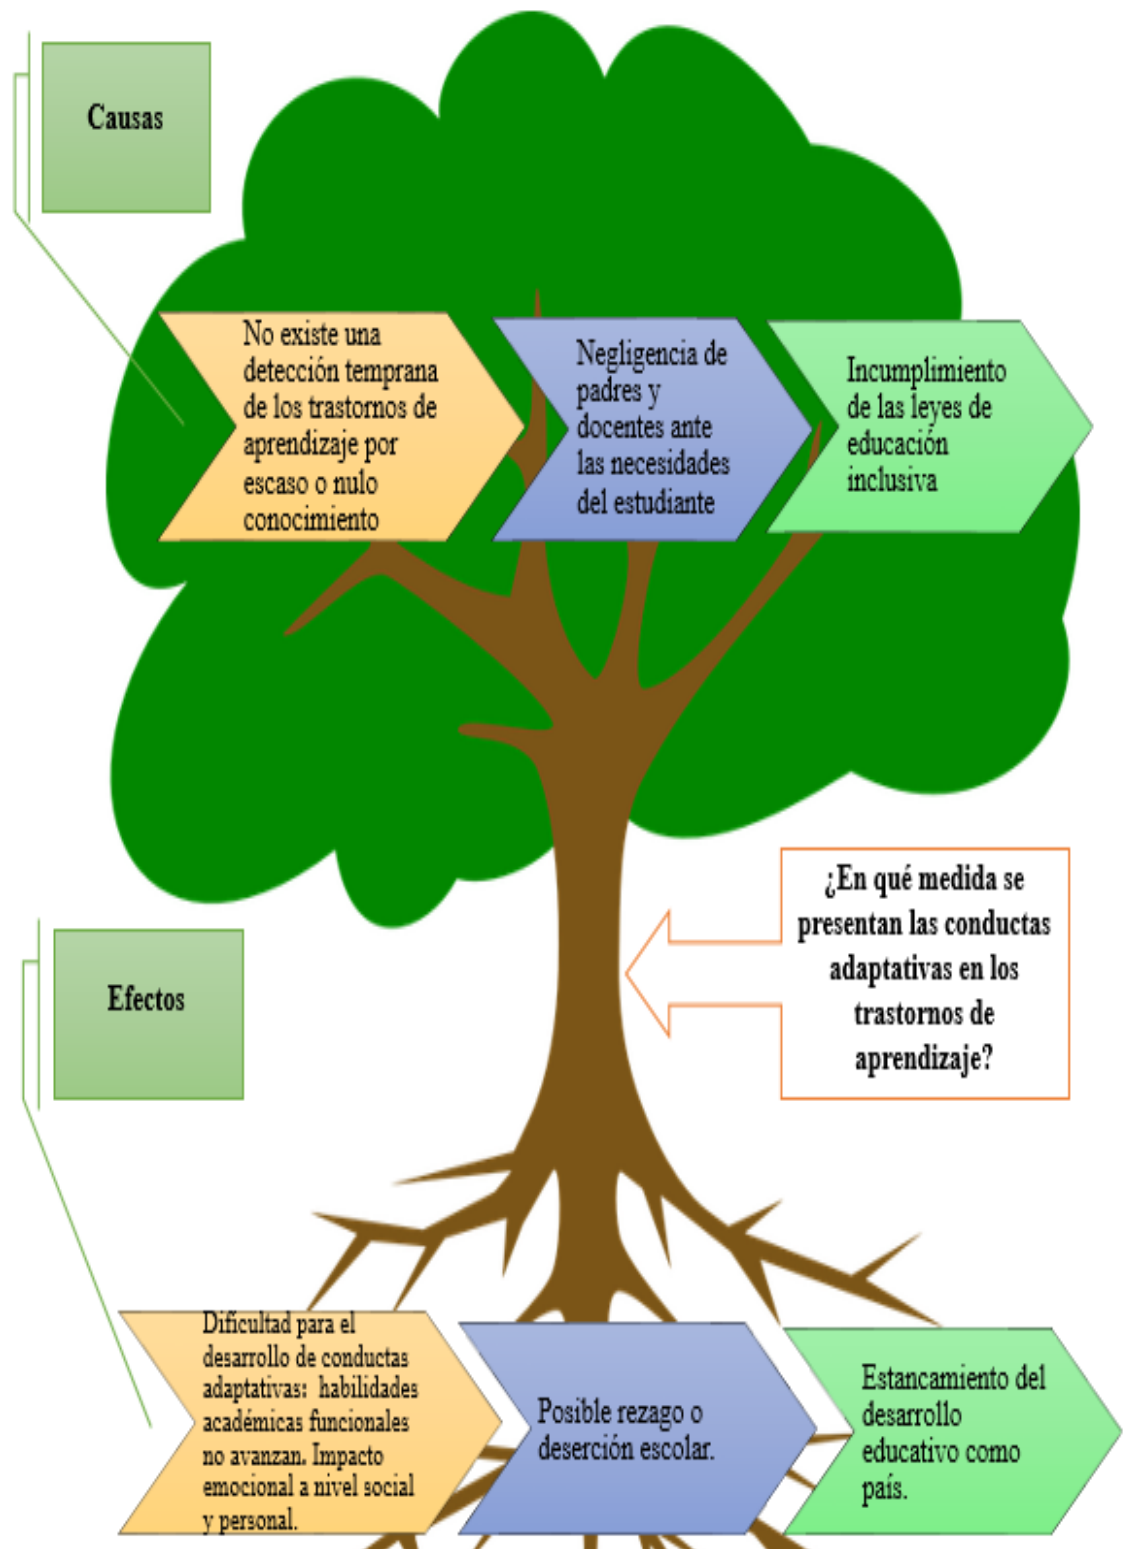 Causas
No existe una
detección temprana
de los trastornos de
aprendizaje por
escaso o nulo
conocimiento
Negligencia de
padres y
docentes ante
las necesidades
del estudiante
Incumplimiento
de las leyes de
educación
inclusiva
¿En qué medida se
presentan las conductas
adaptativas en los
trastornos de
aprendizaje?
Efectos
Dificultad para el
desarrollo de conductas
adaptativas: habilidades
académicas funcionales
no avanzan. Impacto
emocional a nivel social
y personal.
Posible rezago o
deserción escolar.
Estancamiento del
desarrollo
educativo como
país.